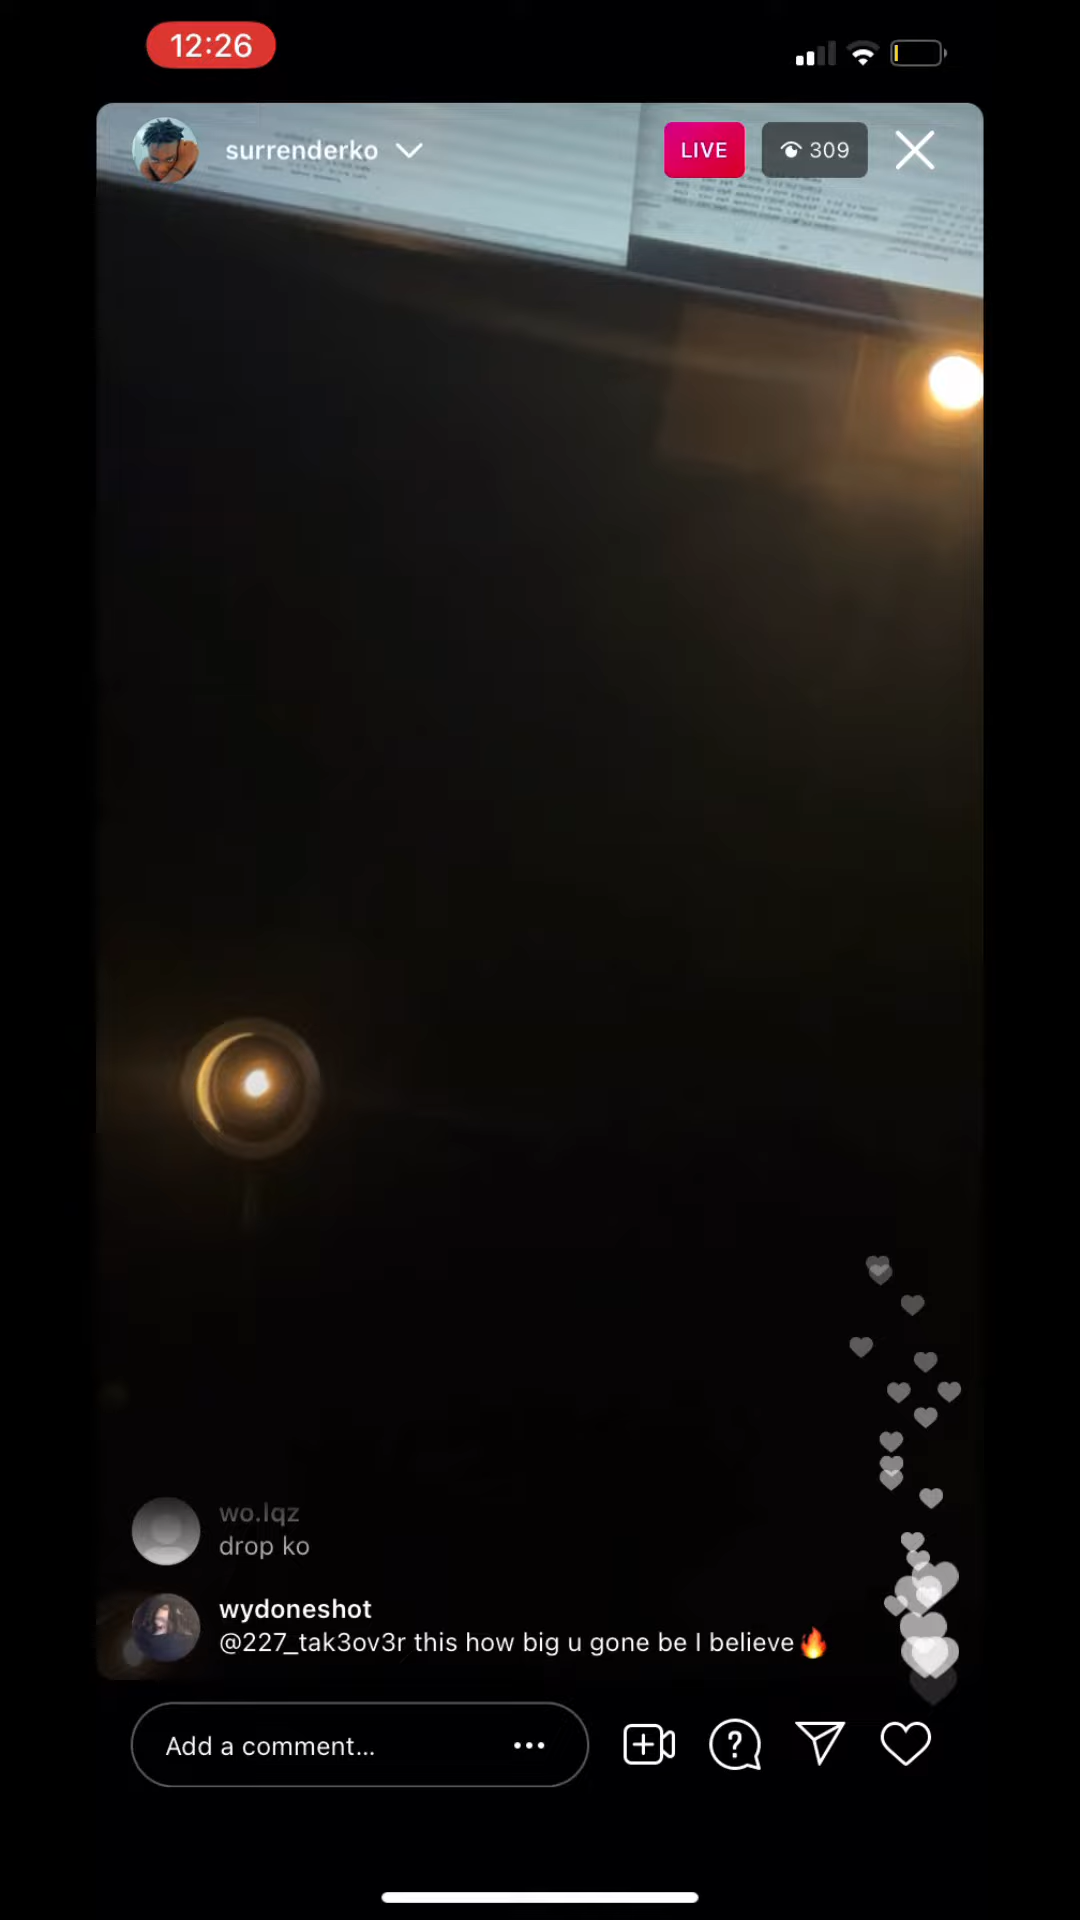 12:26
surrenderko
LIVE
309
wo.lqz
drop ko
wydoneshot
@227_tak3ov3r this how big u gone be I believe🔥
Add a comment...